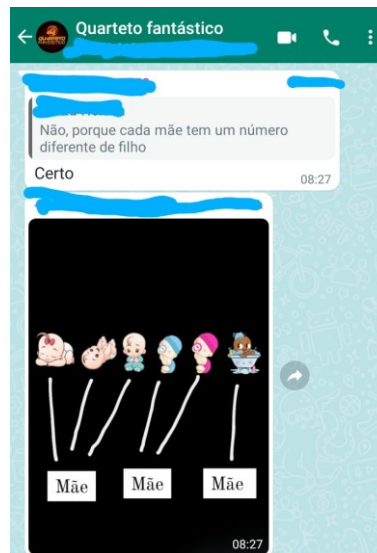 Quarteto fantástico
Não, porque cada mãe tem um número
diferente de filho
Certo
08:27
Mãe
Mãe
Mãe
08:27